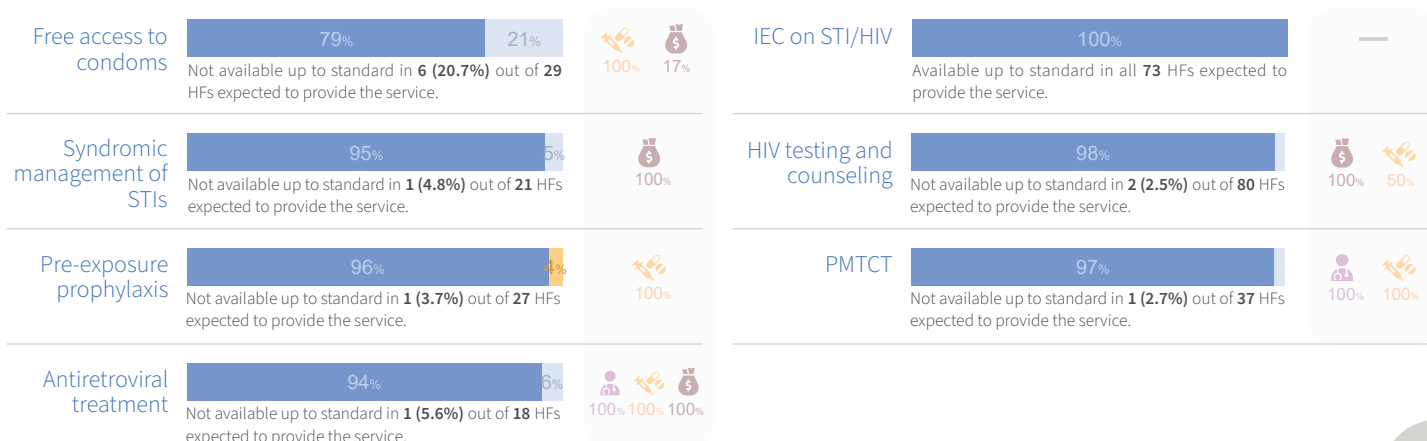 Free access to
condoms
79%
21%
Not available up to standard in 6 (20.7%) out of 29
HFs expected to provide the service.
100%
17%
Syndromic
management of
STIs
95%
5%
Not available up to standard in 1 (4.8%) out of 21 HFs
expected to provide the service.
100%
Pre-exposure
prophylaxis
96%
4%
Not available up to standard in 1 (3.7%) out of 27 HFs
expected to provide the service.
100%
Antiretroviral
treatment
94%
6%
Not available up to standard in 1 (5.6%) out of 18 HFs
expected to provide the service.
100% 100% 100%
IEC on STI/HIV
100%
Available up to standard in all 73 HFs expected to
provide the service.
HIV testing and
counseling
98%
Not available up to standard in 2 (2.5%) out of 80 HFs
expected to provide the service.
100%
50%
PMTCT
97%
Not available up to standard in 1 (2.7%) out of 37 HFs
expected to provide the service.
100%
100%